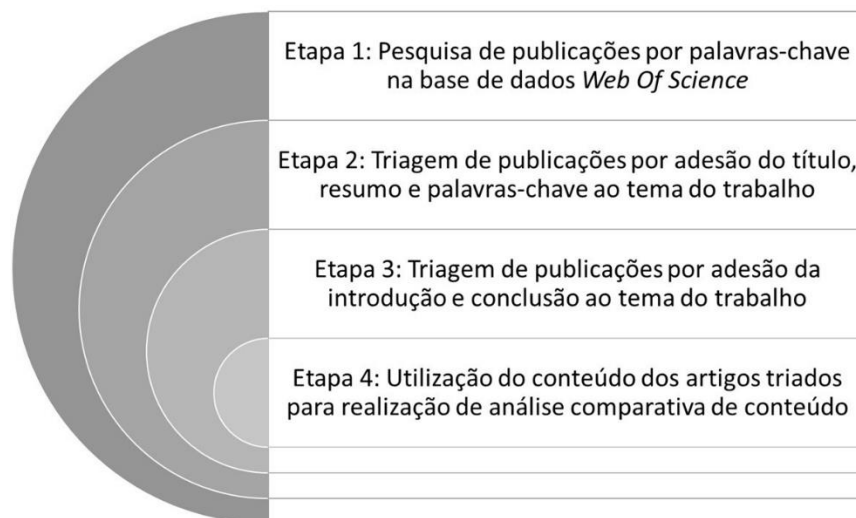 Etapa 1: Pesquisa de publicações por palavras-chave
na base de dados Web Of Science
Etapa 2: Triagem de publicações por adesão do título,
resumo e palavras-chave ao tema do trabalho
Etapa 3: Triagem de publicações por adesão da
introdução e conclusão ao tema do trabalho
Etapa 4: Utilização do conteúdo dos artigos triados
para realização de análise comparativa de conteúdo